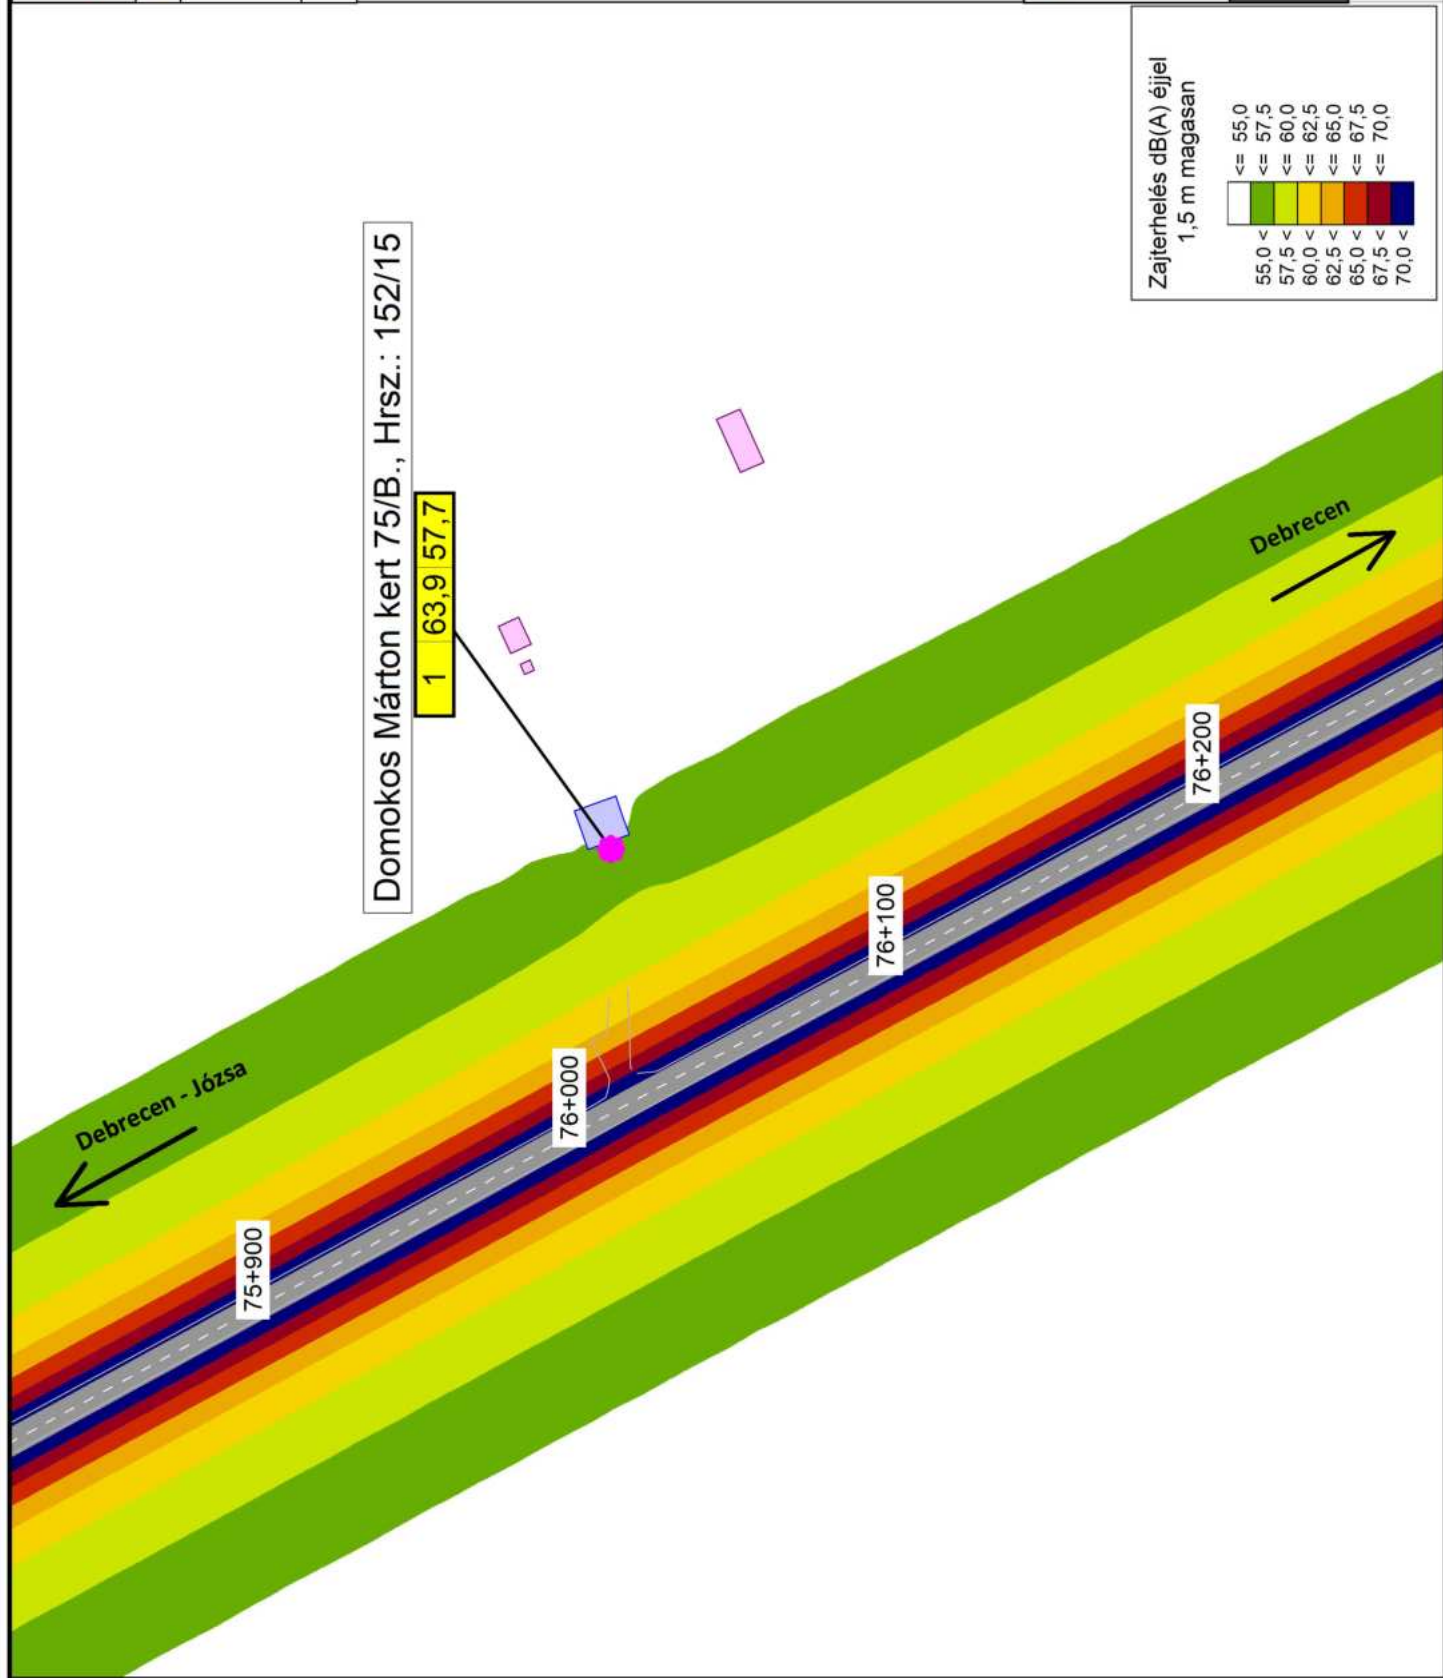 Domokos Márton kert 75/B., Hrsz.: 152/15
1 63,9 57,7
Debrecen - Józsa
75+900
76+000
76+100
76+200
Debrecen
Zajterhelés dB(A) éjjel
1,5 m magasan
<= 55,0
55,0 < <= 57,5
57,5 < <= 60,0
60,0 < <= 62,5
62,5 < <= 65,0
65,0 < <= 67,5
67,5 < <= 70,0
70,0 <